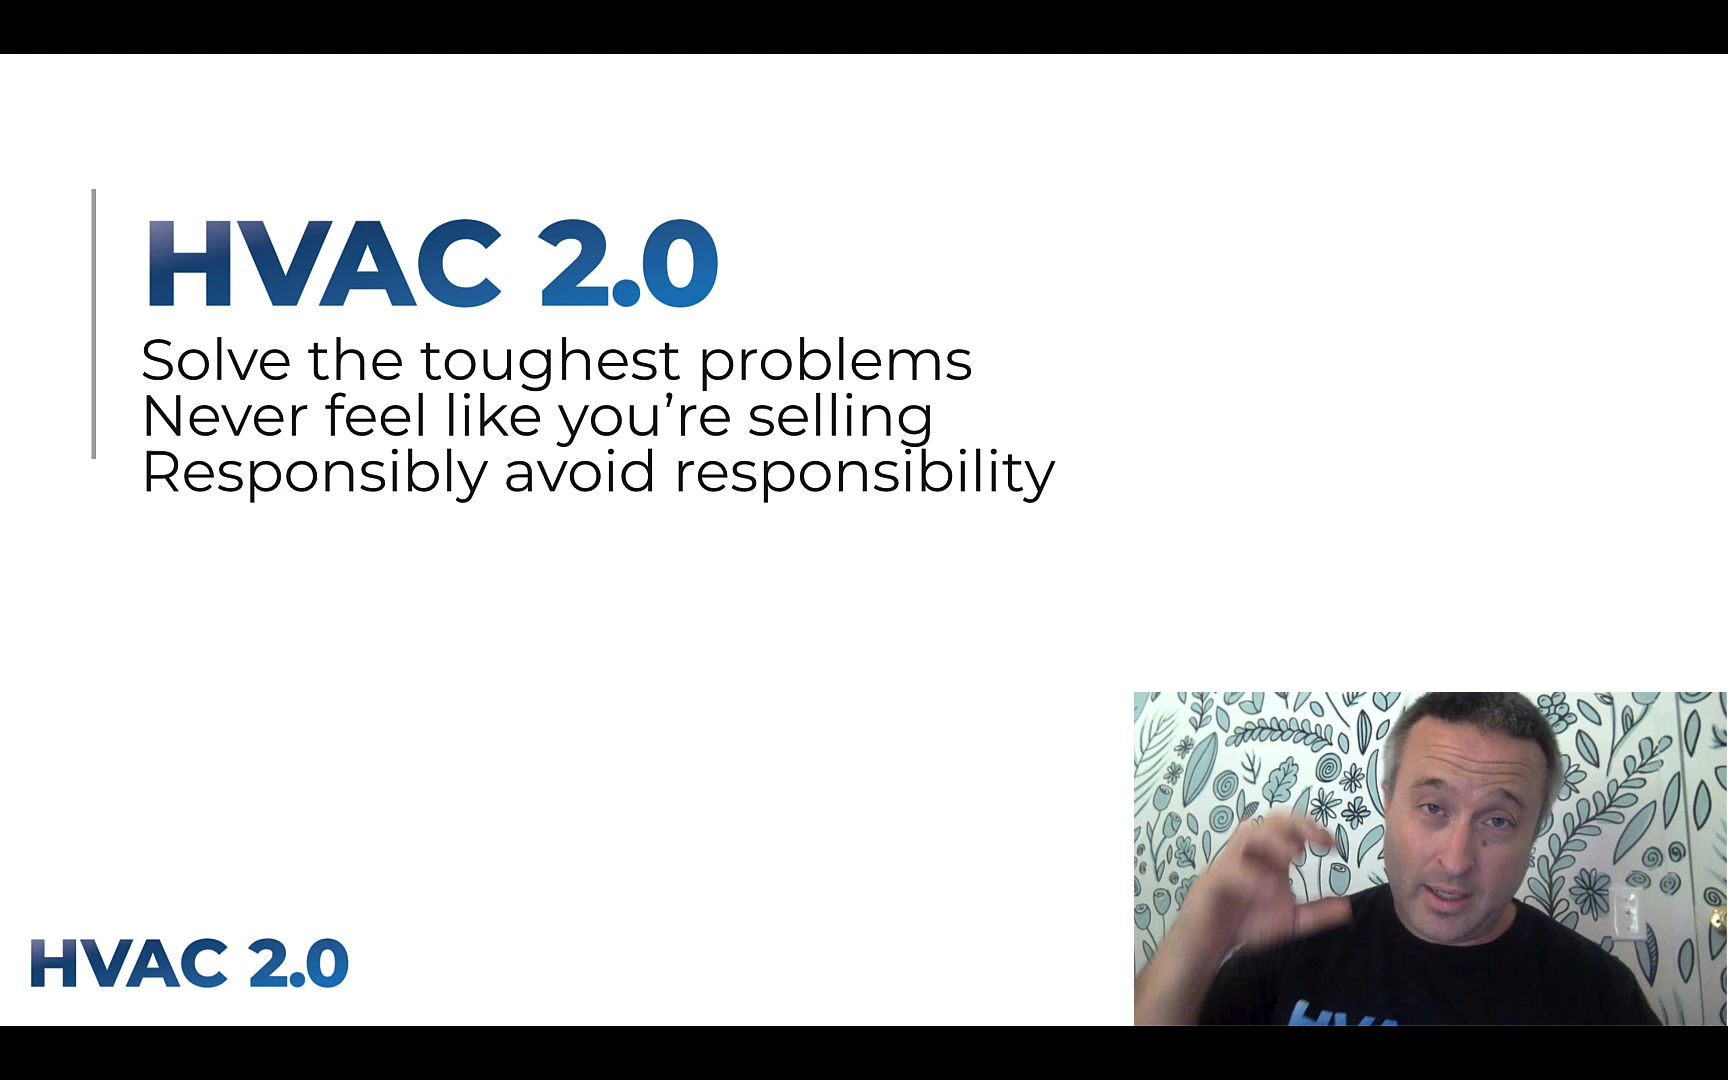 HVAC 2.0
Solve the toughest problems
Never feel like you’re selling
Responsibly avoid responsibility
HVAC 2.0